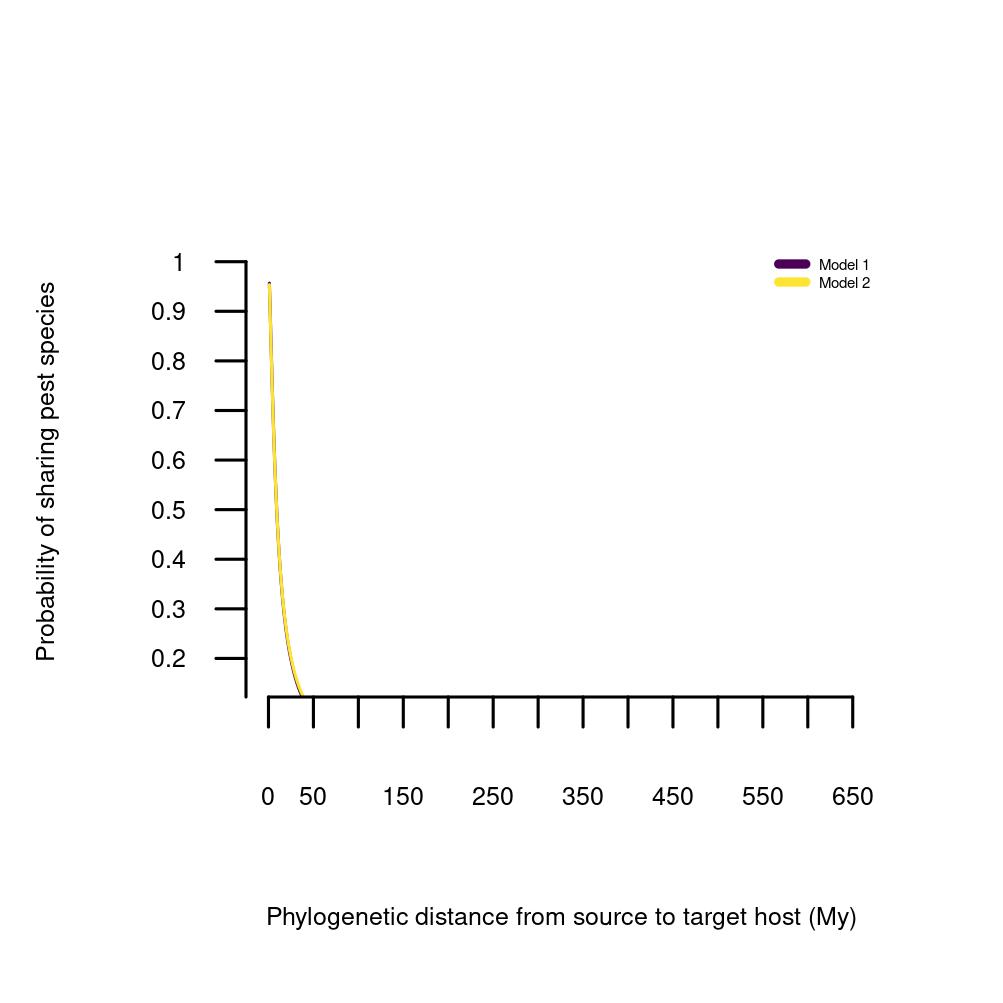 Probability of sharing pest species
1
0.9
0.8
0.7
0.6
0.5
0.4
0.3
0.2
Model 1
Model 2
0 50 150 250 350 450 550 650
Phylogenetic distance from source to target host (My)